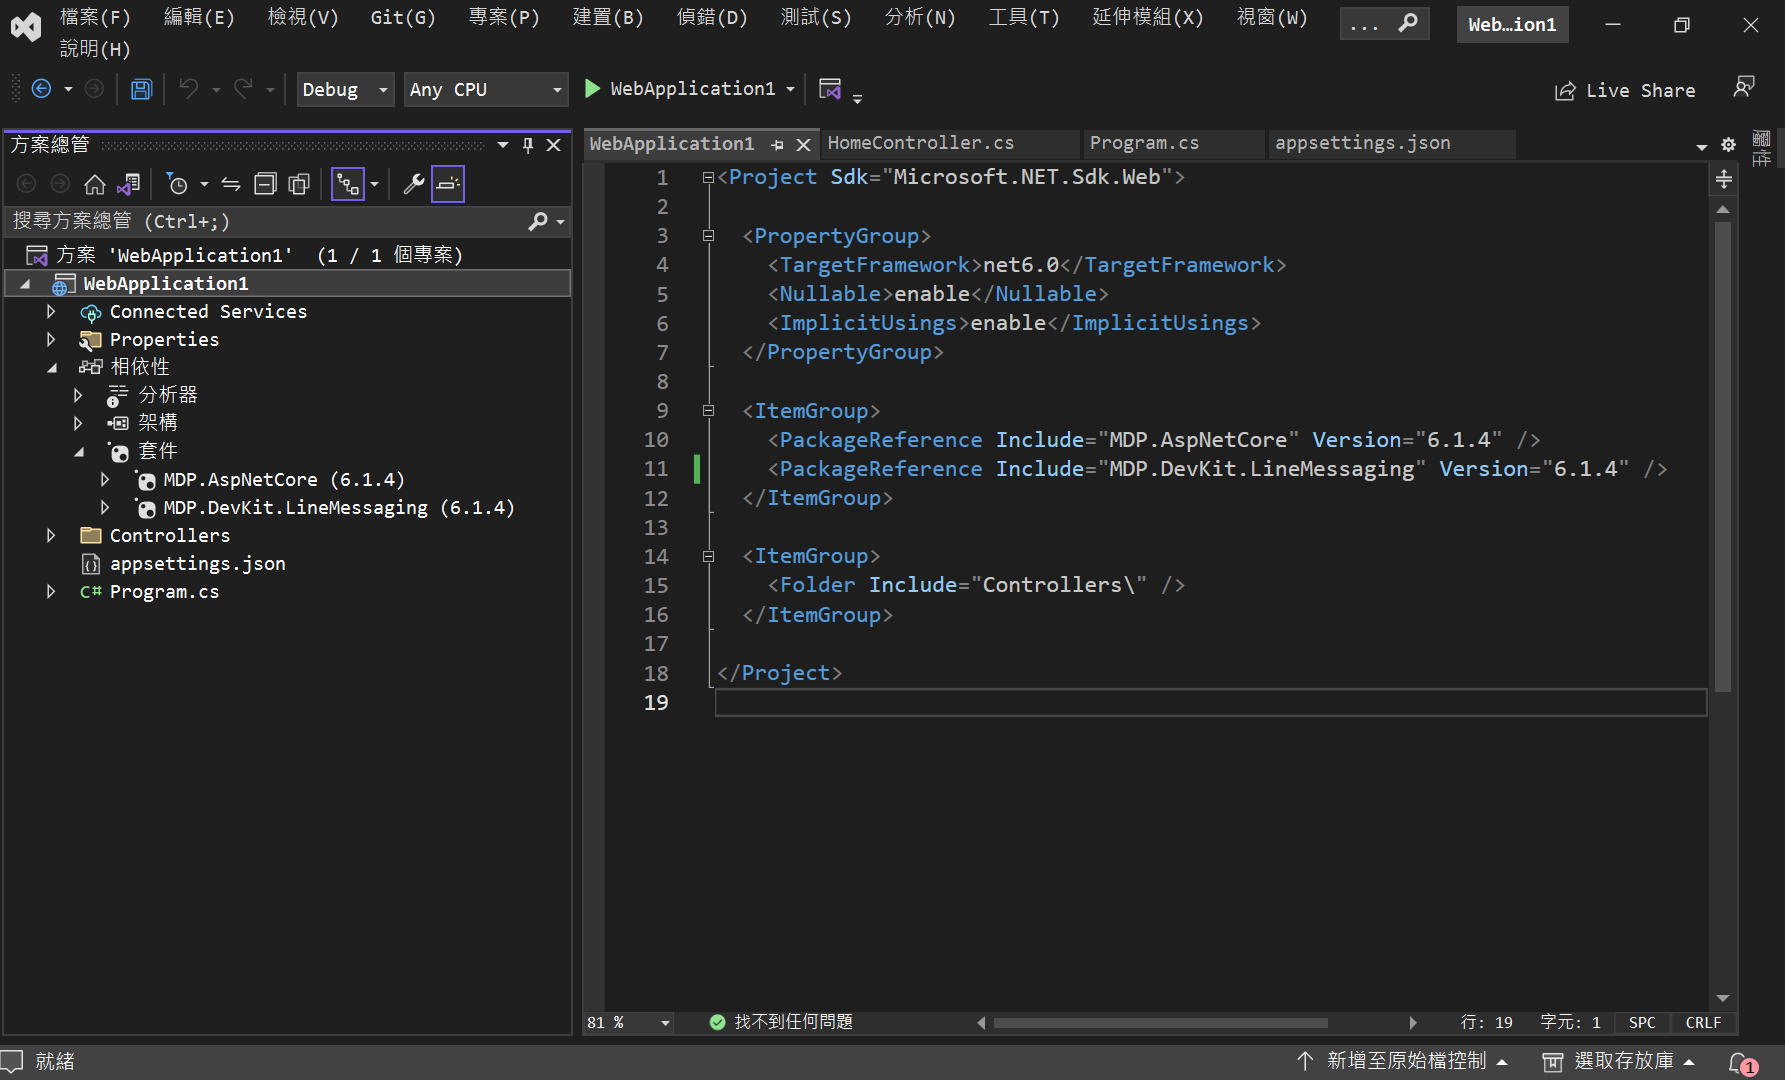 檔案(F) 編輯(E) 檢視(V) Git(G) 專案(P) 建置(B) 偵錯(D) 測試(S) 分析(N) 工具(T) 延伸模組(X) 視窗(W) ... Web…ion1
說明(H)
Debug Any CPU WebApplication1 Live Share
方案總管
搜尋方案總管 (Ctrl+;)
方案 'WebApplication1' (1 / 1 個專案)
WebApplication1
Connected Services
Properties
相依性
分析器
架構
套件
MDP.AspNetCore (6.1.4)
MDP.DevKit.LineMessaging (6.1.4)
Controllers
appsettings.json
C# Program.cs
WebApplication1 HomeController.cs Program.cs appsettings.json
屬性
1 <Project Sdk="Microsoft.NET.Sdk.Web">
2
3 <PropertyGroup>
4 <TargetFramework>net6.0</TargetFramework>
5 <Nullable>enable</Nullable>
6 <ImplicitUsings>enable</ImplicitUsings>
7 </PropertyGroup>
8
9 <ItemGroup>
10 <PackageReference Include="MDP.AspNetCore" Version="6.1.4" />
11 <PackageReference Include="MDP.DevKit.LineMessaging" Version="6.1.4" />
12 </ItemGroup>
13
14 <ItemGroup>
15 <Folder Include="Controllers\" />
16 </ItemGroup>
17
18 </Project>
19
81 % 找不到任何問題 行: 19 字元: 1 SPC CRLF
就緒 新增至原始檔控制 選取存放庫 1